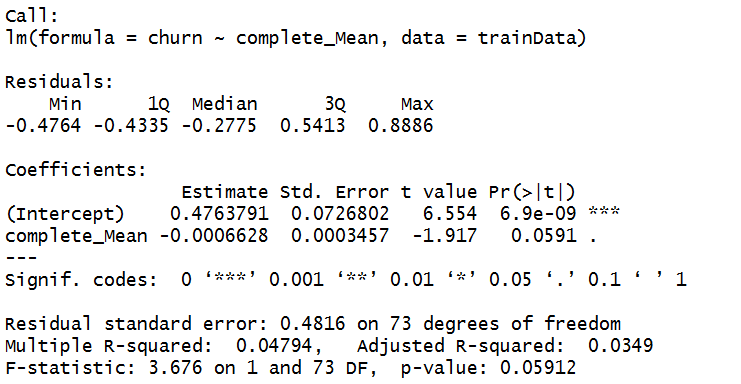 Call:
lm(formula = churn ~ complete_Mean, data = trainData)
Residuals:
Min 1Q Median 3Q Max
-0.4764 -0.4335 -0.2775 0.5413 0.8886
Coefficients:
Estimate Std. Error t value Pr(>|t|)
(Intercept) 0.4763791 0.0726802 6.554 6.9e-09 ***
complete_Mean -0.0006628 0.0003457 -1.917 0.0591 .
---
Signif. codes: 0 ‘***’ 0.001 ‘**’ 0.01 ‘*’ 0.05 ‘.’ 0.1 ‘ ’ 1
Residual standard error: 0.4816 on 73 degrees of freedom
Multiple R-squared: 0.04794, Adjusted R-squared: 0.0349
F-statistic: 3.676 on 1 and 73 DF, p-value: 0.05912